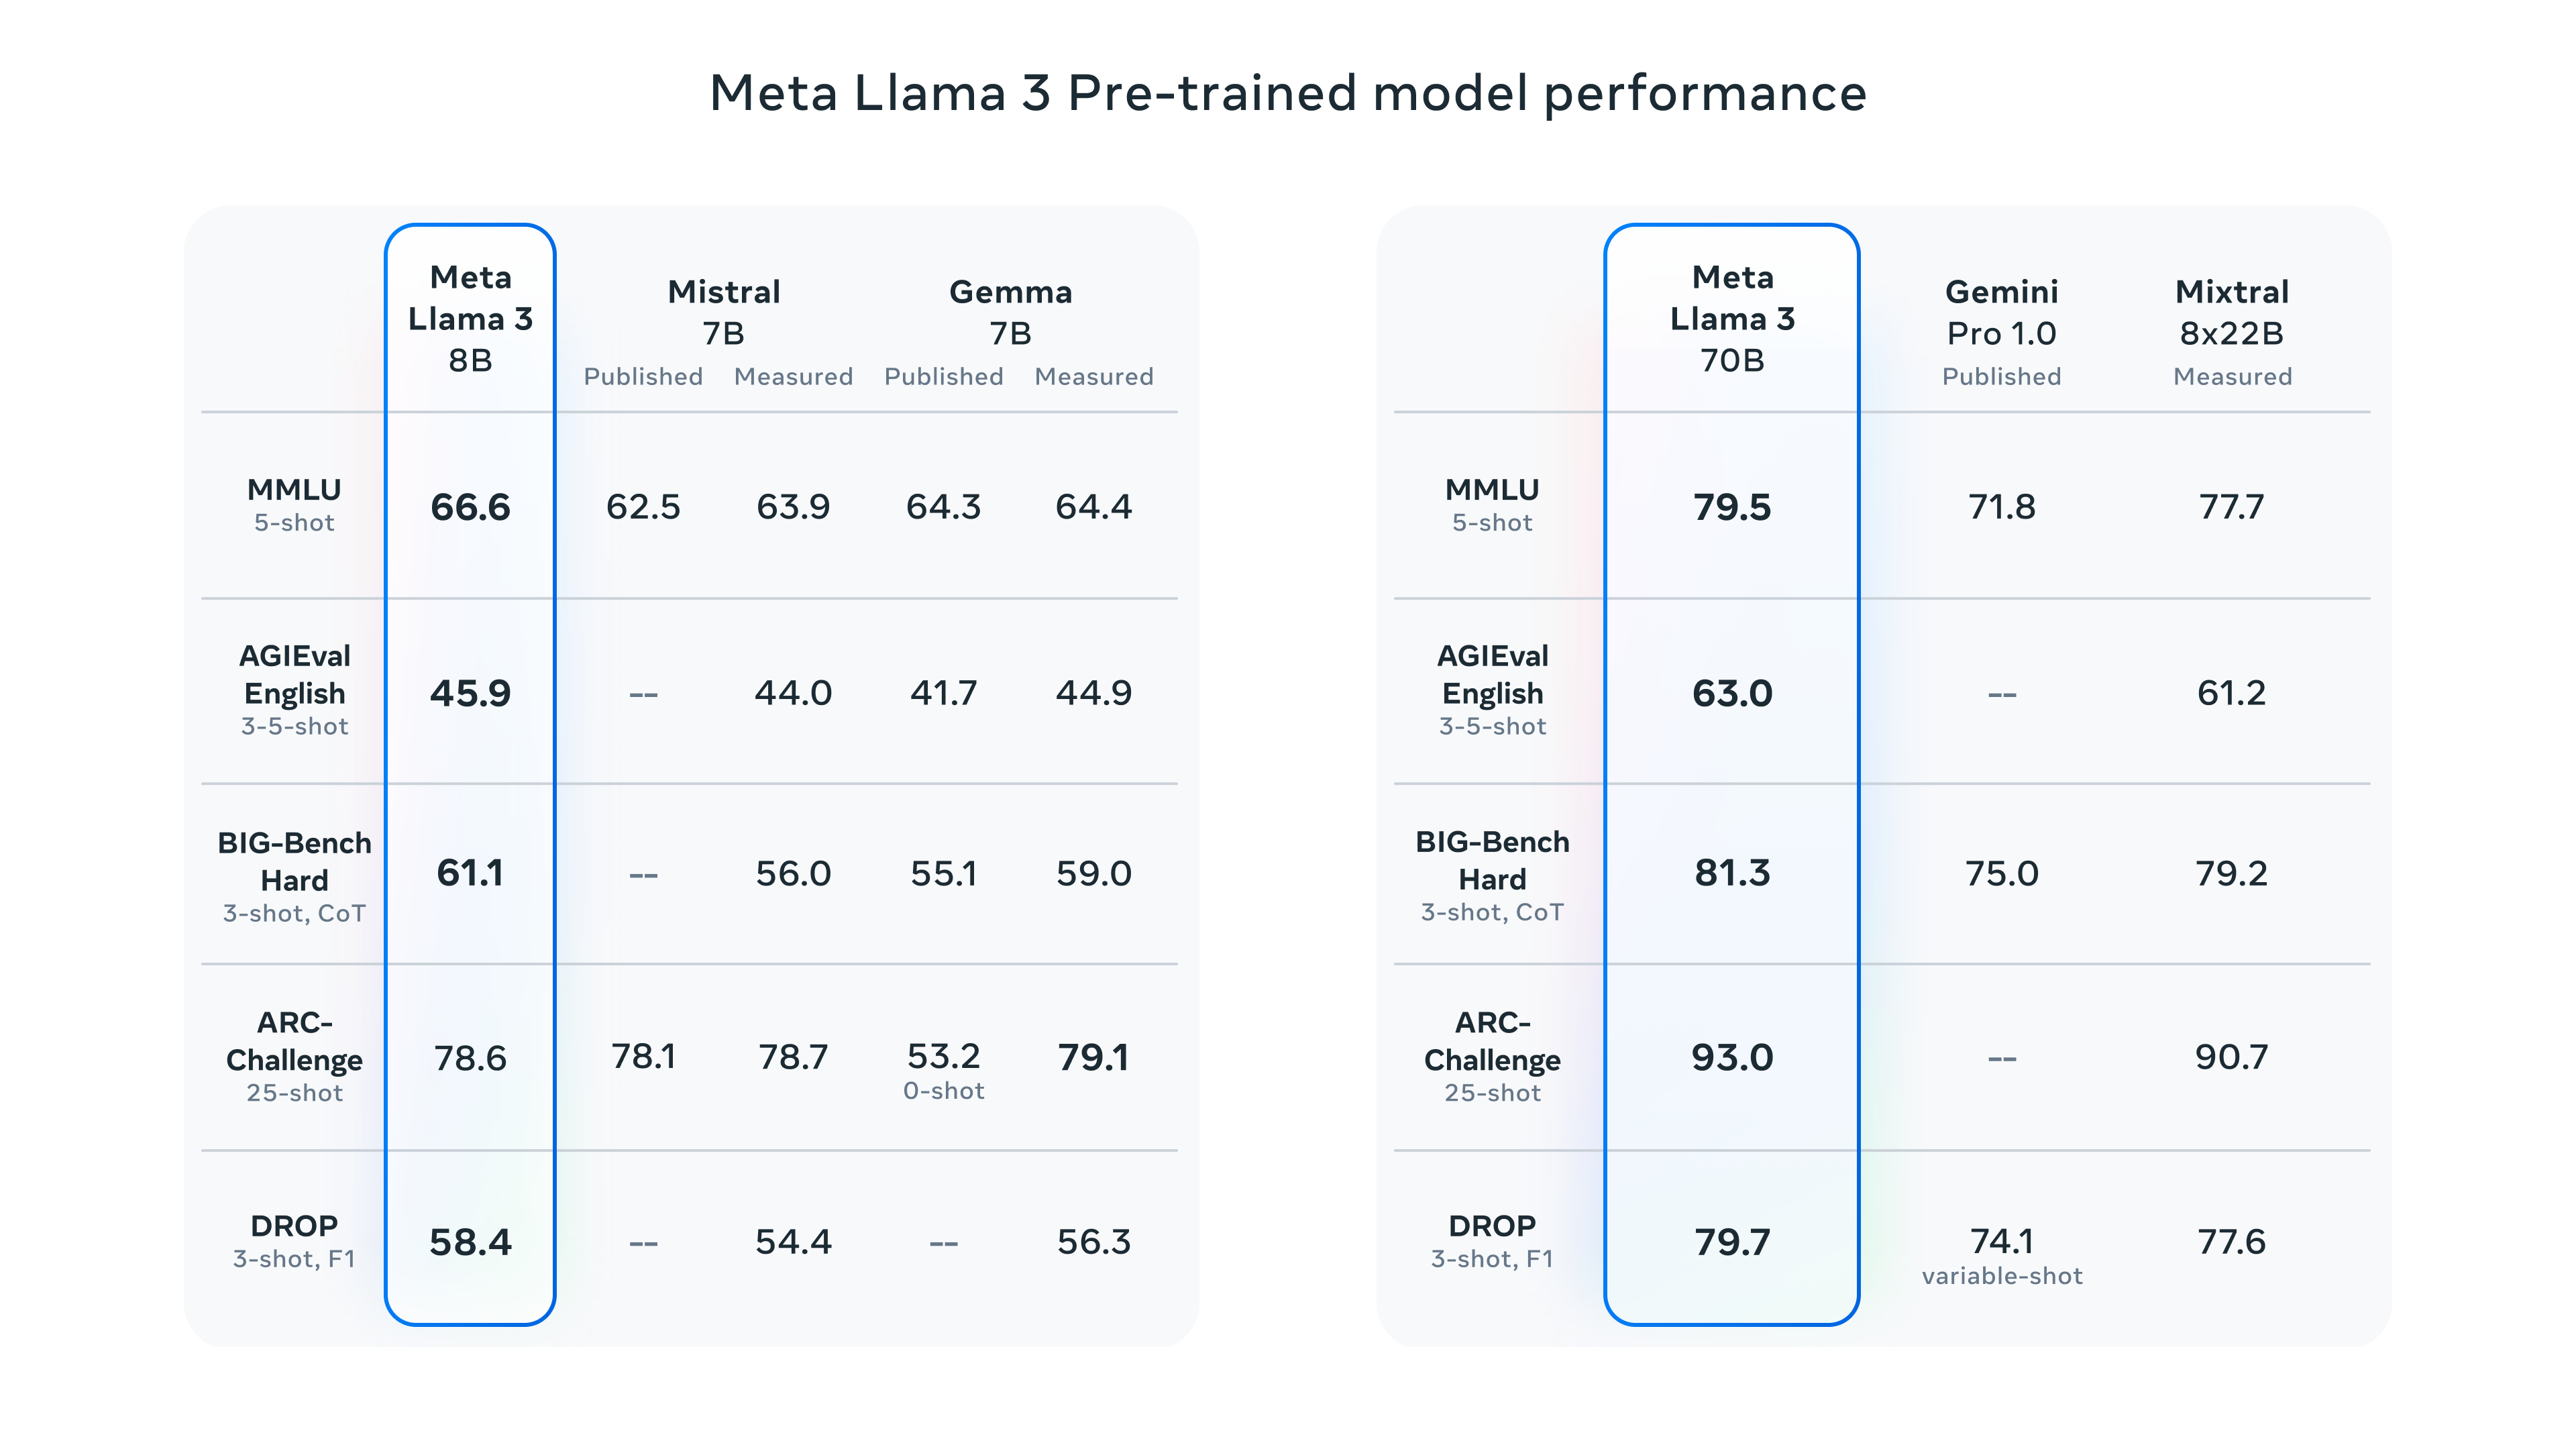 Meta Llama 3 Pre-trained model performance
Meta
Llama 3
8B
Mistral
7B
Gemma
7B
Published Measured Published Measured
MMLU
5-shot
66.6 62.5 63.9 64.3 64.4
AGIEval
English
3-5-shot
45.9 -- 44.0 41.7 44.9
BIG-Bench
Hard
3-shot, CoT
61.1 -- 56.0 55.1 59.0
ARC-
Challenge
25-shot
78.6 78.1 78.7 53.2 79.1
0-shot
DROP
3-shot, F1
58.4 -- 54.4 -- 56.3
Meta
Llama 3
70B
Gemini
Pro 1.0
Published
Mixtral
8x22B
Measured
MMLU
5-shot
79.5 71.8 77.7
AGIEval
English
3-5-shot
63.0 -- 61.2
BIG-Bench
Hard
3-shot, CoT
81.3 75.0 79.2
ARC-
Challenge
25-shot
93.0 -- 90.7
DROP
3-shot, F1
79.7 74.1 77.6
variable-shot